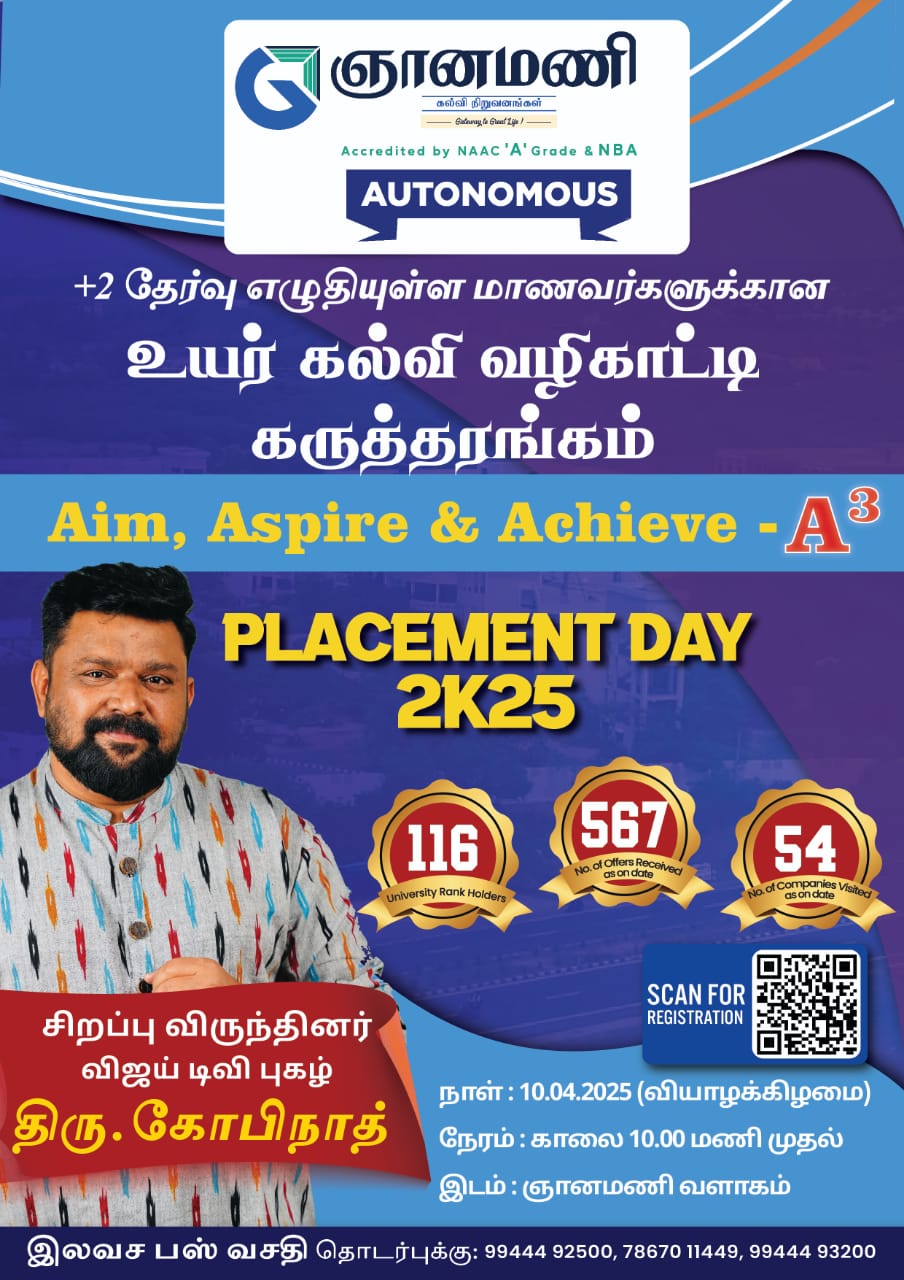 ஞானமணி
கல்வி நிறுவனங்கள்
Gateway to Great Life !
Accredited by NAAC 'A' Grade & NBA
AUTONOMOUS
+2 தேர்வு எழுதியுள்ள மாணவர்களுக்கான
உயர் கல்வி வழிகாட்டி
கருத்தரங்கம்
Aim, Aspire & Achieve - A³
PLACEMENT DAY
2K25
116
University Rank Holders
567
No. of Offers Received
as on date
54
No. of Companies Visited
as on date
SCAN FOR
REGISTRATION
சிறப்பு விருந்தினர்
விஜய் டிவி புகழ்
திரு. கோபிநாத்
நாள் : 10.04.2025 (வியாழக்கிழமை)
நேரம் : காலை 10.00 மணி முதல்
இடம் : ஞானமணி வளாகம்
இலவச பஸ் வசதி தொடர்புக்கு: 99444 92500, 78670 11449, 99444 93200